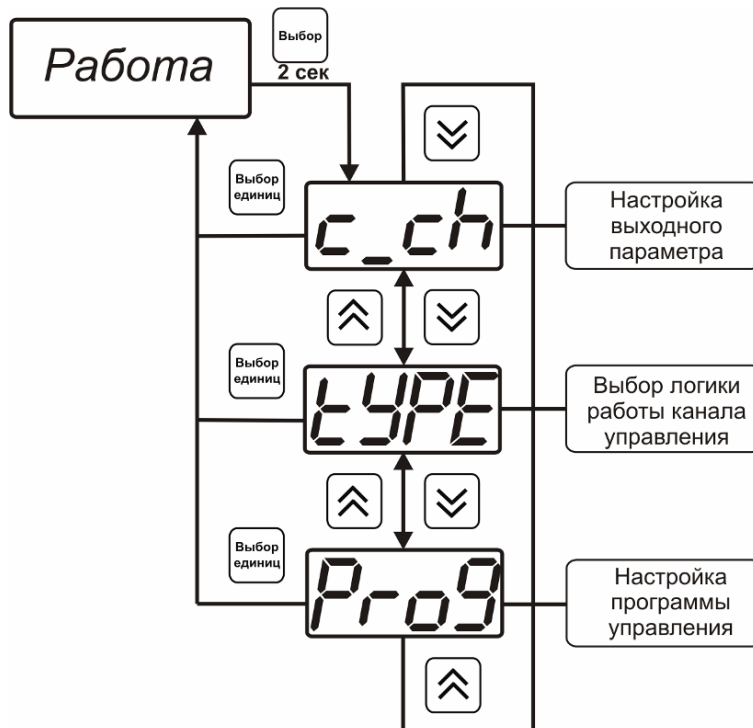 Работа
Выбор
2 сек
Выбор
единиц
c_ch
Настройка
выходного
параметра
Выбор
единиц
tYPE
Выбор логики
работы канала
управления
Выбор
единиц
Prog
Настройка
программы
управления